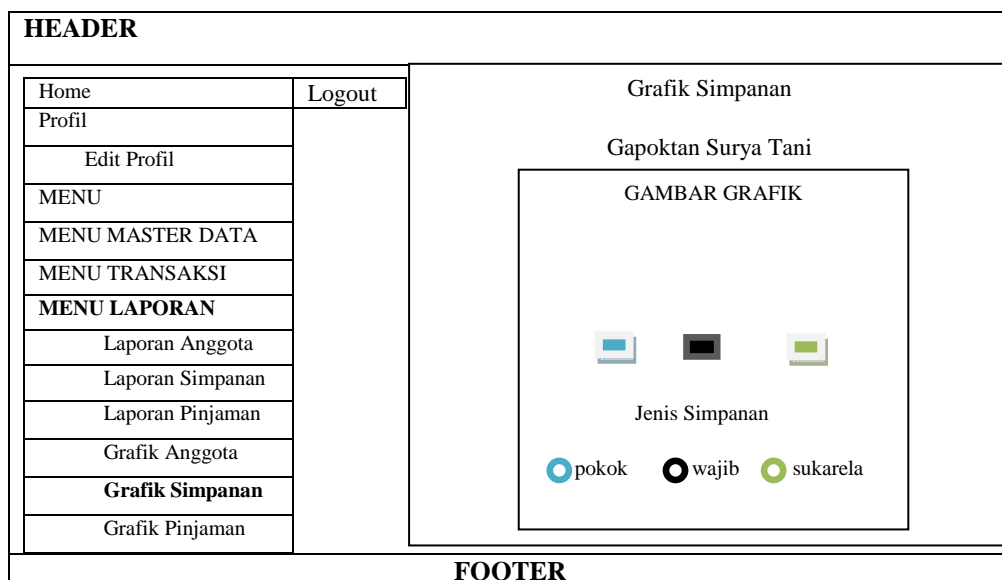 HEADER
Home
Logout
Profil
Edit Profil
MENU
MENU MASTER DATA
MENU TRANSAKSI
MENU LAPORAN
Laporan Anggota
Laporan Simpanan
Laporan Pinjaman
Grafik Anggota
Grafik Simpanan
Grafik Pinjaman
Grafik Simpanan
Gapoktan Surya Tani
GAMBAR GRAFIK
Jenis Simpanan
pokok wajib sukarela
FOOTER